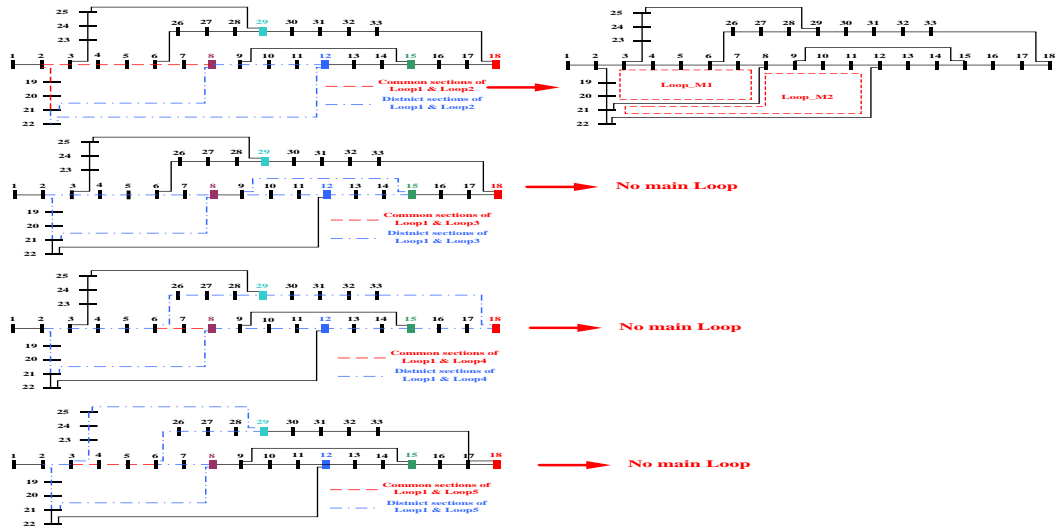 25
24
23
26 27 28 29 30 31 32 33
1 2 3 4 5 6 7 8 9 10 11 12 13 14 15 16 17 18
19
20
21
22
Common sections of
Loop1 & Loop2
District sections of
Loop1 & Loop2
25
24
23
26 27 28 29 30 31 32 33
1 2 3 4 5 6 7 8 9 10 11 12 13 14 15 16 17 18
19
20
21
22
Loop_M1
Loop_M2
25
24
23
26 27 28 29 30 31 32 33
1 2 3 4 5 6 7 8 9 10 11 12 13 14 15 16 17 18
19
20
21
22
Common sections of
Loop1 & Loop3
District sections of
Loop1 & Loop3
No main Loop
25
24
23
26 27 28 29 30 31 32 33
1 2 3 4 5 6 7 8 9 10 11 12 13 14 15 16 17 18
19
20
21
22
Common sections of
Loop1 & Loop4
District sections of
Loop1 & Loop4
No main Loop
25
24
23
26 27 28 29 30 31 32 33
1 2 3 4 5 6 7 8 9 10 11 12 13 14 15 16 17 18
19
20
21
22
Common sections of
Loop1 & Loop5
District sections of
Loop1 & Loop5
No main Loop